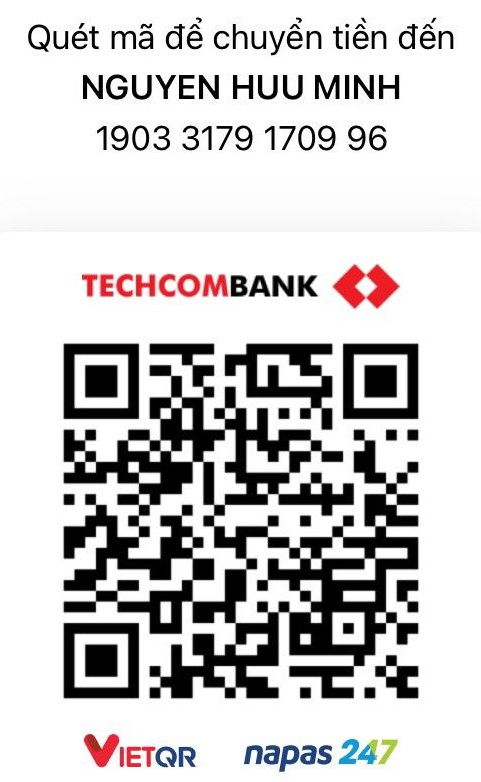 Quét mã để chuyển tiền đến
NGUYEN HUU MINH
1903 3179 1709 96
TECHCOMBANK
VIETQR napas 247